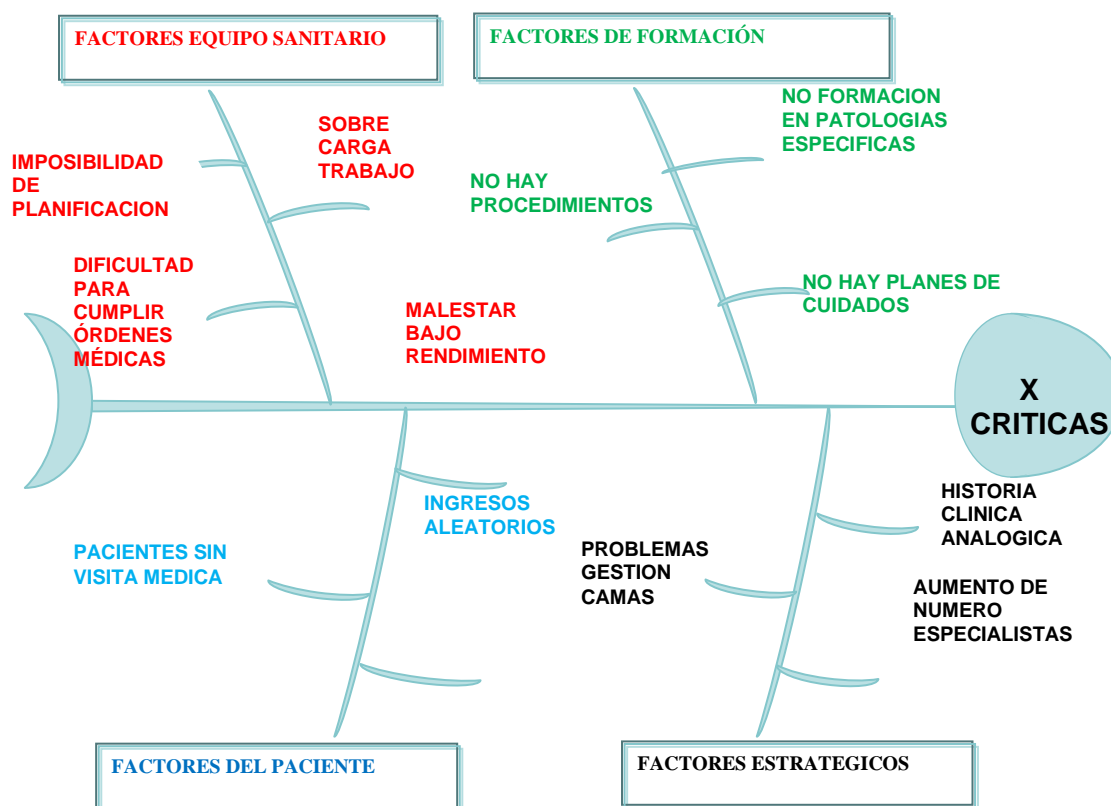 FACTORES EQUIPO SANITARIO
FACTORES DE FORMACIÓN
NO FORMACION
EN PATOLOGIAS
ESPECIFICAS
SOBRE
CARGA
TRABAJO
IMPOSIBILIDAD
DE
PLANIFICACION
NO HAY
PROCEDIMIENTOS
DIFICULTAD
PARA
CUMPLIR
ÓRDENES
MÉDICAS
NO HAY PLANES DE
CUIDADOS
MALESTAR
BAJO
RENDIMIENTO
X
CRITICAS
INGRESOS
ALEATORIOS
HISTORIA
CLINICA
ANALOGICA
PACIENTES SIN
VISITA MEDICA
PROBLEMAS
GESTION
CAMAS
AUMENTO DE
NUMERO
ESPECIALISTAS
FACTORES DEL PACIENTE
FACTORES ESTRATEGICOS